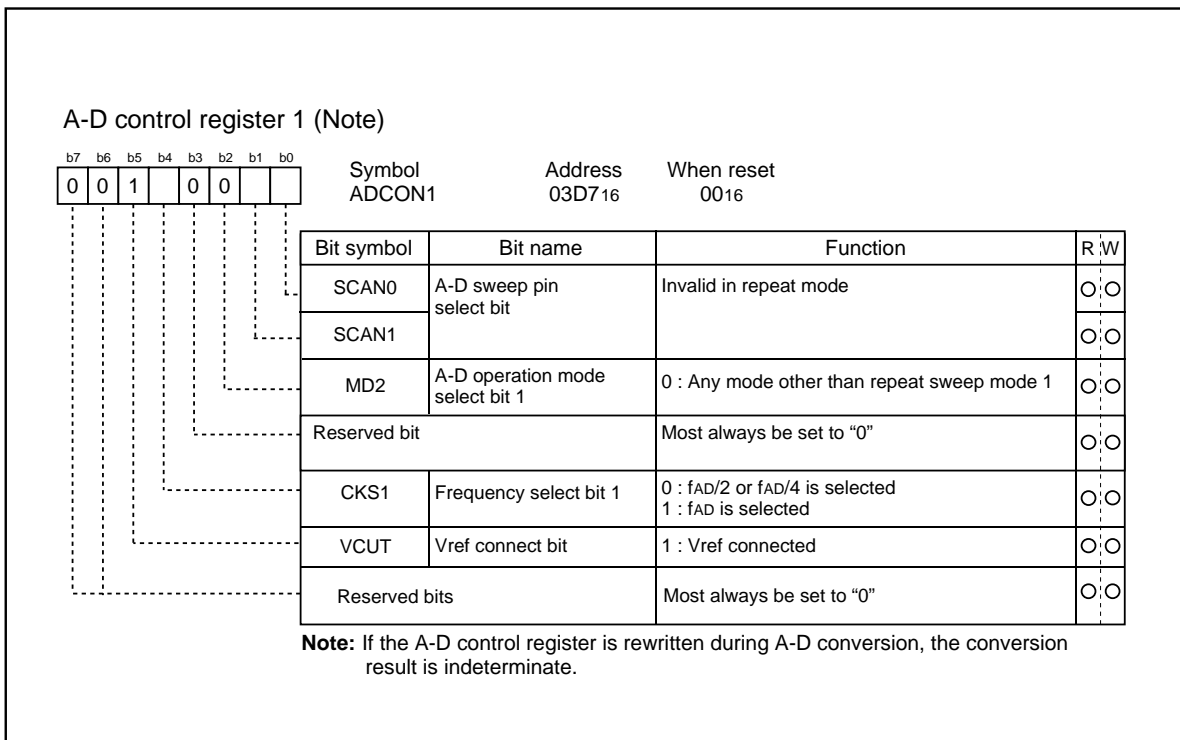 A-D control register 1 (Note)
b7 b6 b5 b4 b3 b2 b1 b0
0 0 1 0 0
Symbol Address When reset
ADCON1 03D716 0016
Bit symbol Bit name Function R W
SCAN0 A-D sweep pin select bit Invalid in repeat mode
SCAN1
MD2 A-D operation mode select bit 1 0 : Any mode other than repeat sweep mode 1
Reserved bit Most always be set to “0”
CKS1 Frequency select bit 1 0 : fAD/2 or fAD/4 is selected
1 : fAD is selected
VCUT Vref connect bit 1 : Vref connected
Reserved bits Most always be set to “0”
Note: If the A-D control register is rewritten during A-D conversion, the conversion
result is indeterminate.